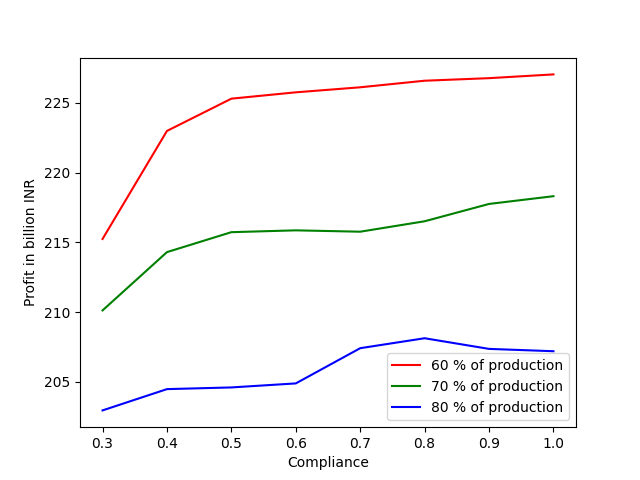 Profit in billion INR
225
220
215
210
205
0.3 0.4 0.5 0.6 0.7 0.8 0.9 1.0
Compliance
60 % of production
70 % of production
80 % of production